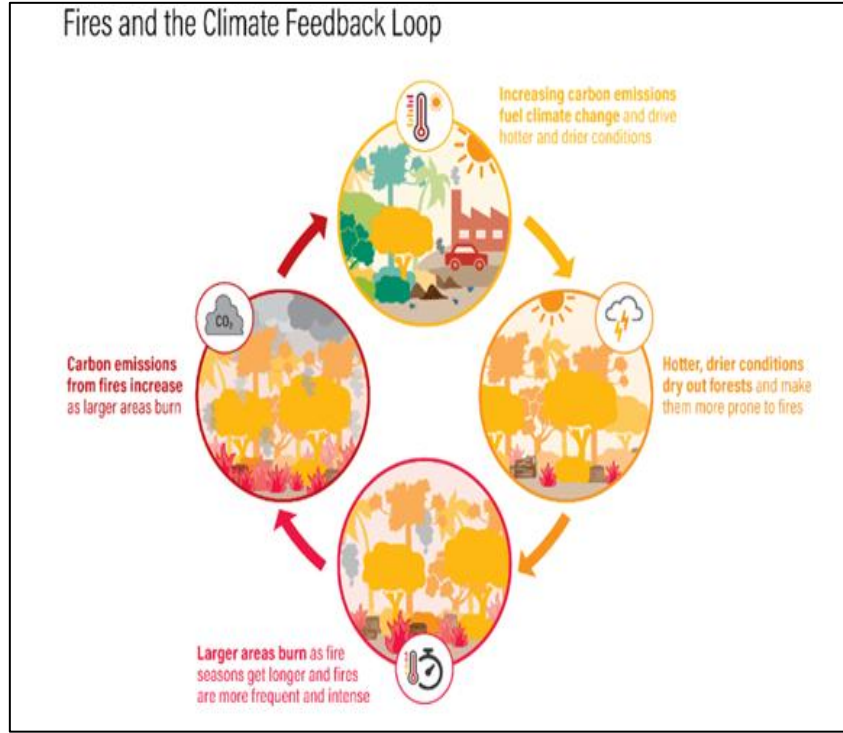 Fires and the Climate Feedback Loop
Increasing carbon emissions
fuel climate change and drive
hotter and drier conditions
Hotter, drier conditions
dry out forests and make
them more prone to fires
Larger areas burn as fire
seasons get longer and fires
are more frequent and intense
CO₂
Carbon emissions
from fires increase
as larger areas burn